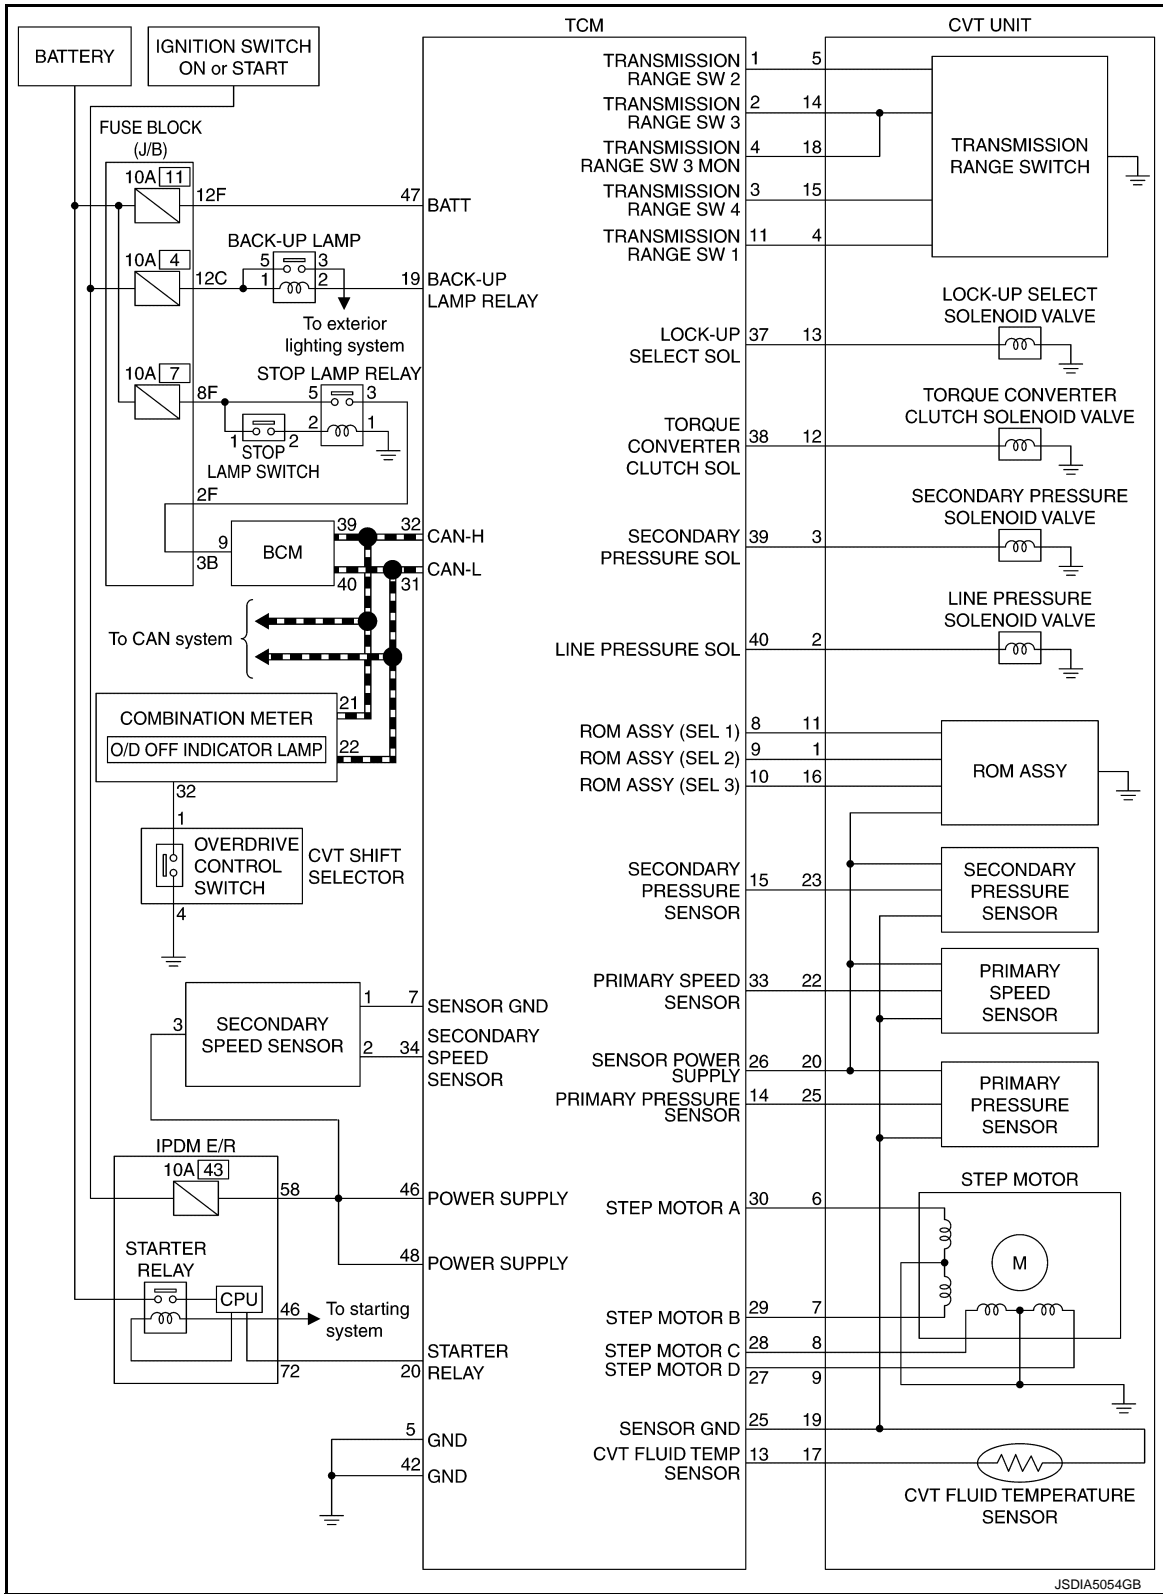 TCM
CVT UNIT
BATTERY
IGNITION SWITCH
ON or START
FUSE BLOCK
(J/B)
10A 11
12F
47
BATT
BACK-UP LAMP
10A 4
12C
5
3
1
2
19
BACK-UP
LAMP RELAY
To exterior
lighting system
10A 7
STOP LAMP RELAY
8F
5
3
1
2
2
1
STOP
LAMP SWITCH
2F
9
3B
BCM
39
32
CAN-H
40
31
CAN-L
To CAN system
COMBINATION METER
O/D OFF INDICATOR LAMP
21
22
32
1
OVERDRIVE
CONTROL
SWITCH
CVT SHIFT
SELECTOR
4
3
SECONDARY
SPEED SENSOR
1
7
SENSOR GND
2
34
SECONDARY
SPEED
SENSOR
IPDM E/R
10A 43
58
46
POWER SUPPLY
48
POWER SUPPLY
STARTER
RELAY
CPU
46
To starting
system
72
20
STARTER
RELAY
5
GND
42
GND
TRANSMISSION
RANGE SW 2
1
5
TRANSMISSION
RANGE SW 3
2
14
TRANSMISSION
RANGE SW 3 MON
4
18
TRANSMISSION
RANGE SW 4
3
15
TRANSMISSION
RANGE SW 1
11
4
TRANSMISSION
RANGE SWITCH
LOCK-UP
SELECT SOL
37
13
LOCK-UP SELECT
SOLENOID VALVE
TORQUE
CONVERTER
CLUTCH SOL
38
12
TORQUE CONVERTER
CLUTCH SOLENOID VALVE
SECONDARY
PRESSURE SOL
39
3
SECONDARY PRESSURE
SOLENOID VALVE
LINE PRESSURE SOL
40
2
LINE PRESSURE
SOLENOID VALVE
ROM ASSY (SEL 1)
8
11
ROM ASSY (SEL 2)
9
1
ROM ASSY (SEL 3)
10
16
ROM ASSY
SECONDARY
PRESSURE
SENSOR
15
23
SECONDARY
PRESSURE
SENSOR
PRIMARY SPEED
SENSOR
33
22
PRIMARY
SPEED
SENSOR
SENSOR POWER
SUPPLY
26
20
PRIMARY PRESSURE
SENSOR
14
25
PRIMARY
PRESSURE
SENSOR
STEP MOTOR A
30
6
STEP MOTOR
M
STEP MOTOR B
29
7
STEP MOTOR C
28
8
STEP MOTOR D
27
9
SENSOR GND
25
19
CVT FLUID TEMP
SENSOR
13
17
CVT FLUID TEMPERATURE
SENSOR
JSDIA5054GB